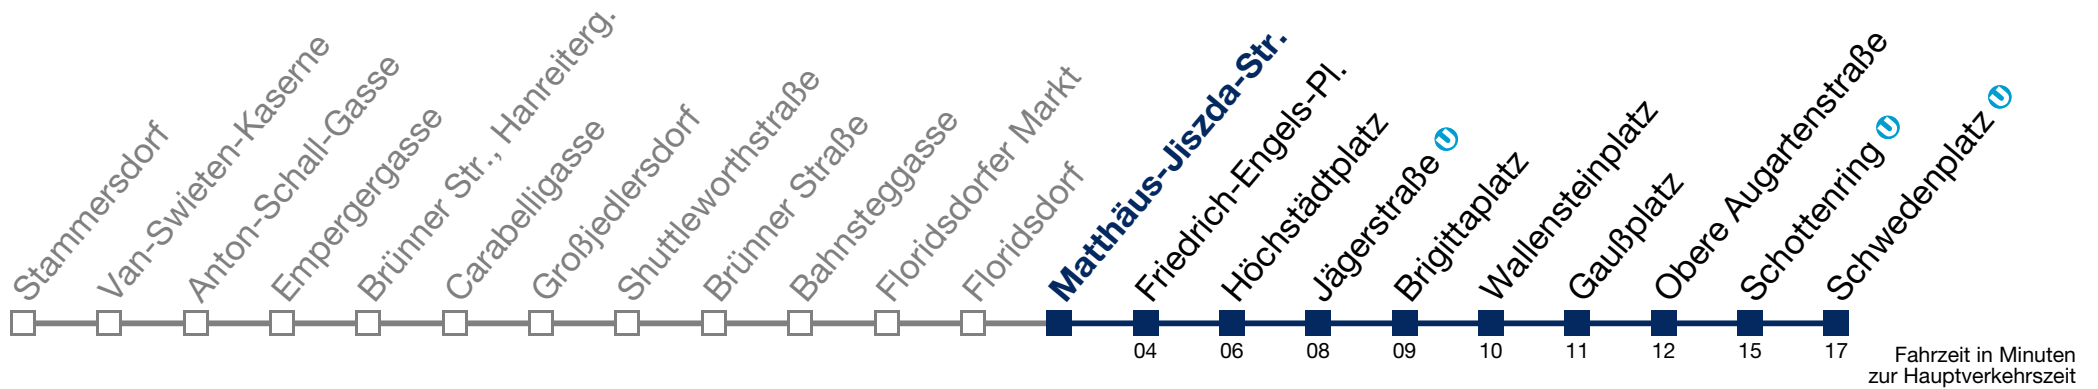 Stammersdorf
Van-Swieten-Kaserne
Anton-Schall-Gasse
Empergergasse
Brünner Str., Hanreiterg.
Carabelligasse
Großjedlersdorf
Shuttleworthstraße
Brünner Straße
Bahnsteggasse
Floridsdorfer Markt
Floridsdorf
Matthäus-Jiszda-Str.
Friedrich-Engels-Pl.
Höchstädtplatz
Jägerstraße U
Brigittaplatz
Wallensteinplatz
Gaußplatz
Obere Augartenstraße
Schottenring U
Schwedenplatz U
04 06 08 09 10 11 12 15 17
Fahrzeit in Minuten
zur Hauptverkehrszeit